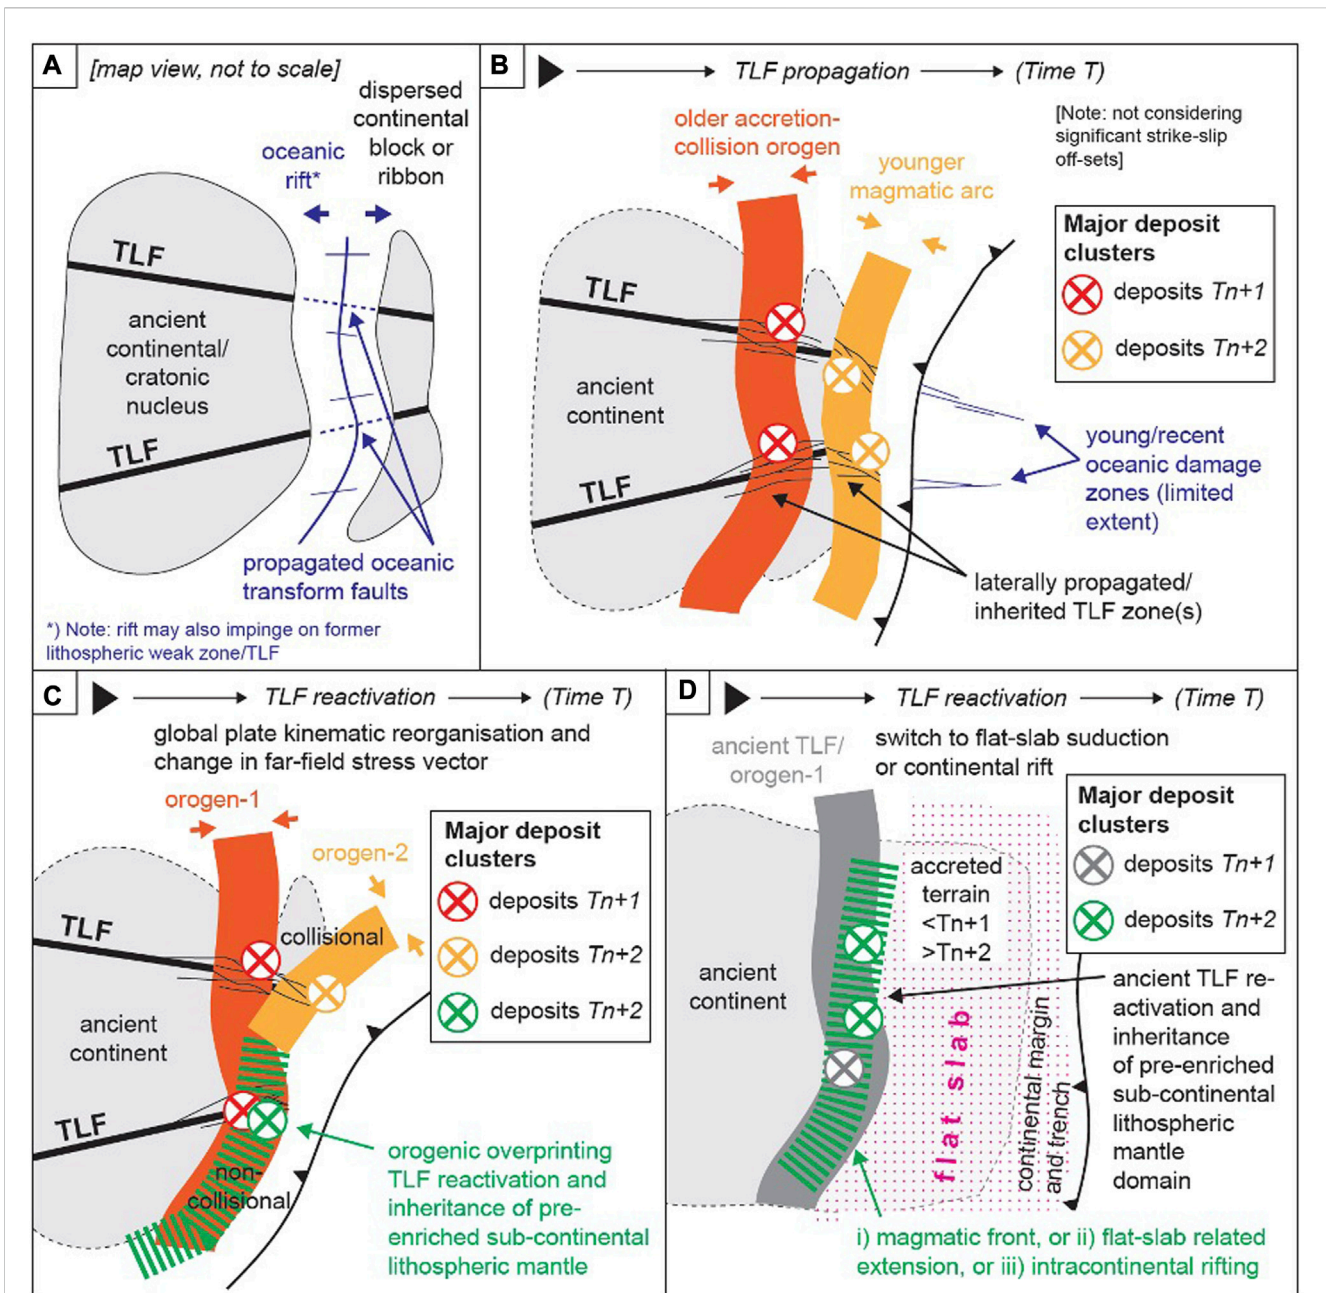 A
[map view, not to scale]
dispersed
continental
block or
ribbon
oceanic
rift*
TLF
ancient
continental/
cratonic
nucleus
TLF
propagated oceanic
transform faults
*) Note: rift may also impinge on former
lithospheric weak zone/TLF
B
TLF propagation
(Time T)
[Note: not considering
significant strike-slip
off-sets]
older accretion-
collision orogen
younger
magmatic arc
Major deposit
clusters
deposits Tn+1
deposits Tn+2
TLF
ancient
continent
TLF
young/recent
oceanic damage
zones (limited
extent)
laterally propagated/
inherited TLF zone(s)
C
TLF reactivation
(Time T)
global plate kinematic reorganisation and
change in far-field stress vector
orogen-1
orogen-2
Major deposit
clusters
deposits Tn+1
deposits Tn+2
deposits Tn+2
TLF
collisional
ancient
continent
TLF
non-
collisional
orogenic overprinting
TLF reactivation and
inheritance of pre-
enriched sub-continental
lithospheric mantle
D
TLF reactivation
(Time T)
ancient TLF/
orogen-1
switch to flat-slab suduction
or continental rift
Major deposit
clusters
deposits Tn+1
deposits Tn+2
accreted
terrain
<Tn+1
>Tn+2
ancient
continent
flat slab
continental margin
and trench
ancient TLF re-
activation and
inheritance
of pre-enriched
sub-continental
lithospheric
mantle
domain
i) magmatic front, or ii) flat-slab related
extension, or iii) intracontinental rifting